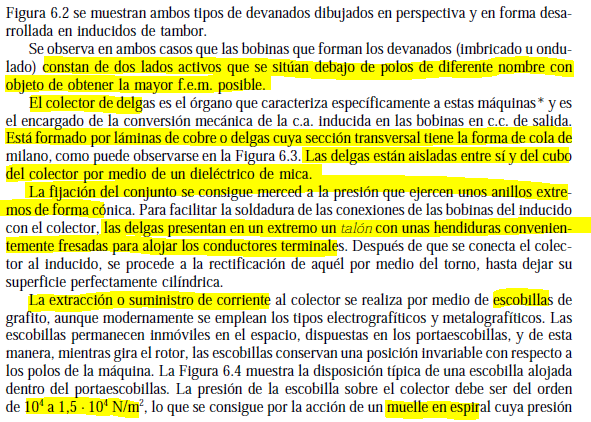 Figura 6.2 se muestran ambos tipos de devanados dibujados en perspectiva y en forma desa-
rrollada en inducidos de tambor.
Se observa en ambos casos que las bobinas que forman los devanados (imbricado u ondu-
lado) constan de dos lados activos que se sitúan debajo de polos de diferente nombre con
objeto de obtener la mayor f.e.m. posible.
El colector de delgas es el órgano que caracteriza específicamente a estas máquinas* y es
el encargado de la conversión mecánica de la c.a. inducida en las bobinas en c.c. de salida.
Está formado por láminas de cobre o delgas cuya sección transversal tiene la forma de cola de
milano, como puede observarse en la Figura 6.3. Las delgas están aisladas entre sí y del cubo
del colector por medio de un dieléctrico de mica.
La fijación del conjunto se consigue merced a la presión que ejercen unos anillos extre-
mos de forma cónica. Para facilitar la soldadura de las conexiones de las bobinas del inducido
con el colector, las delgas presentan en un extremo un talón con unas hendiduras convenien-
temente fresadas para alojar los conductores terminales. Después de que se conecta el colec-
tor al inducido, se procede a la rectificación de aquél por medio del torno, hasta dejar su
superficie perfectamente cilíndrica.
La extracción o suministro de corriente al colector se realiza por medio de escobillas de
grafito, aunque modernamente se emplean los tipos electrografíticos y metalografíticos. Las
escobillas permanecen inmóviles en el espacio, dispuestas en los portaescobillas, y de esta
manera, mientras gira el rotor, las escobillas conservan una posición invariable con respecto a
los polos de la máquina. La Figura 6.4 muestra la disposición típica de una escobilla alojada
dentro del portaescobillas. La presión de la escobilla sobre el colector debe ser del orden
de 10⁴ a 1,5 · 10⁴ N/m², lo que se consigue por la acción de un muelle en espiral cuya presión